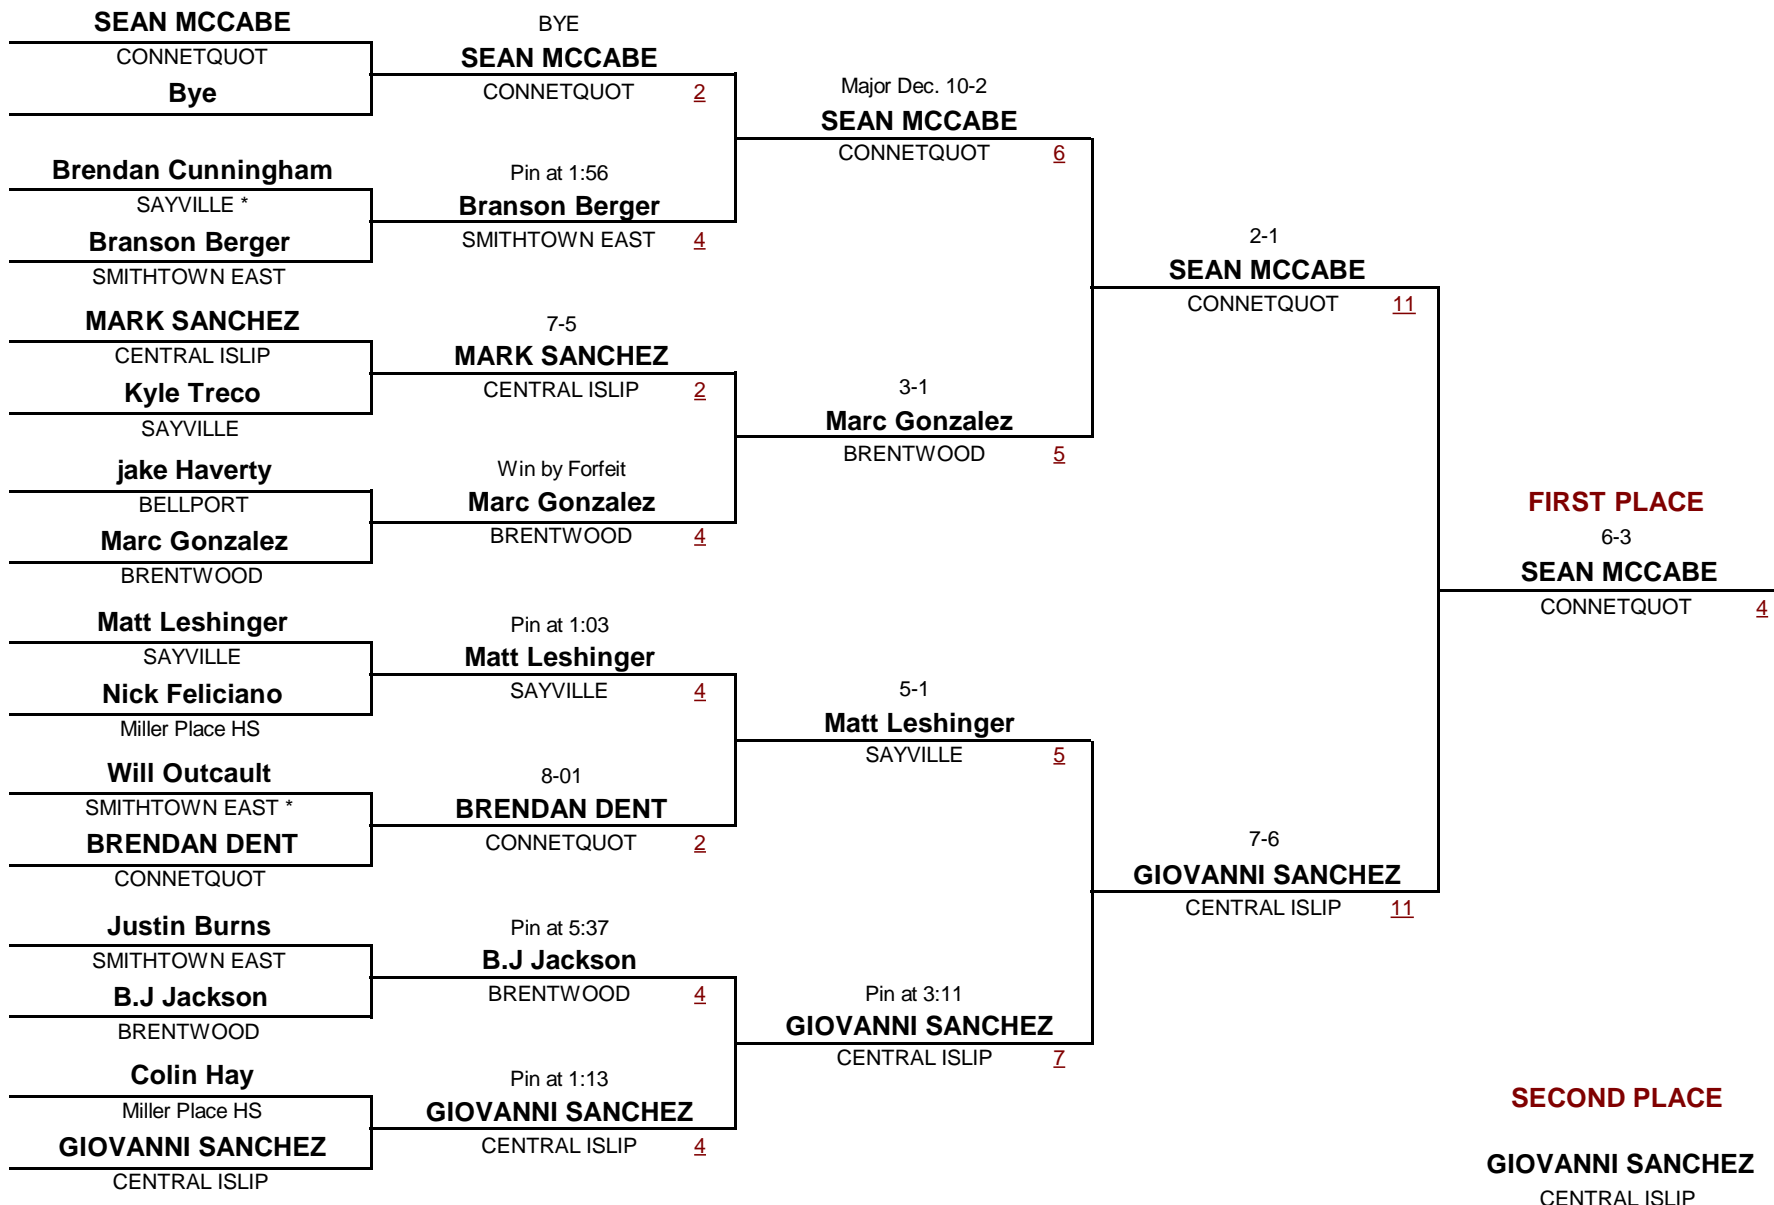 SEAN MCCABE
CONNETQUOT
Bye
Brendan Cunningham
SAYVILLE *
Branson Berger
SMITHTOWN EAST
MARK SANCHEZ
CENTRAL ISLIP
Kyle Treco
SAYVILLE
jake Haverty
BELLPORT
Marc Gonzalez
BRENTWOOD
Matt Leshinger
SAYVILLE
Nick Feliciano
Miller Place HS
Will Outcault
SMITHTOWN EAST *
BRENDAN DENT
CONNETQUOT
Justin Burns
SMITHTOWN EAST
B.J Jackson
BRENTWOOD
Colin Hay
Miller Place HS
GIOVANNI SANCHEZ
CENTRAL ISLIP
BYE
SEAN MCCABE
CONNETQUOT 2
Pin at 1:56
Branson Berger
SMITHTOWN EAST 4
7-5
MARK SANCHEZ
CENTRAL ISLIP 2
Win by Forfeit
Marc Gonzalez
BRENTWOOD 4
Pin at 1:03
Matt Leshinger
SAYVILLE 4
8-01
BRENDAN DENT
CONNETQUOT 2
Pin at 5:37
B.J Jackson
BRENTWOOD 4
Pin at 1:13
GIOVANNI SANCHEZ
CENTRAL ISLIP 4
Major Dec. 10-2
SEAN MCCABE
CONNETQUOT 6
3-1
Marc Gonzalez
BRENTWOOD 5
5-1
Matt Leshinger
SAYVILLE 5
Pin at 3:11
GIOVANNI SANCHEZ
CENTRAL ISLIP 7
2-1
SEAN MCCABE
CONNETQUOT 11
7-6
GIOVANNI SANCHEZ
CENTRAL ISLIP 11
FIRST PLACE
6-3
SEAN MCCABE
CONNETQUOT 4
SECOND PLACE
GIOVANNI SANCHEZ
CENTRAL ISLIP